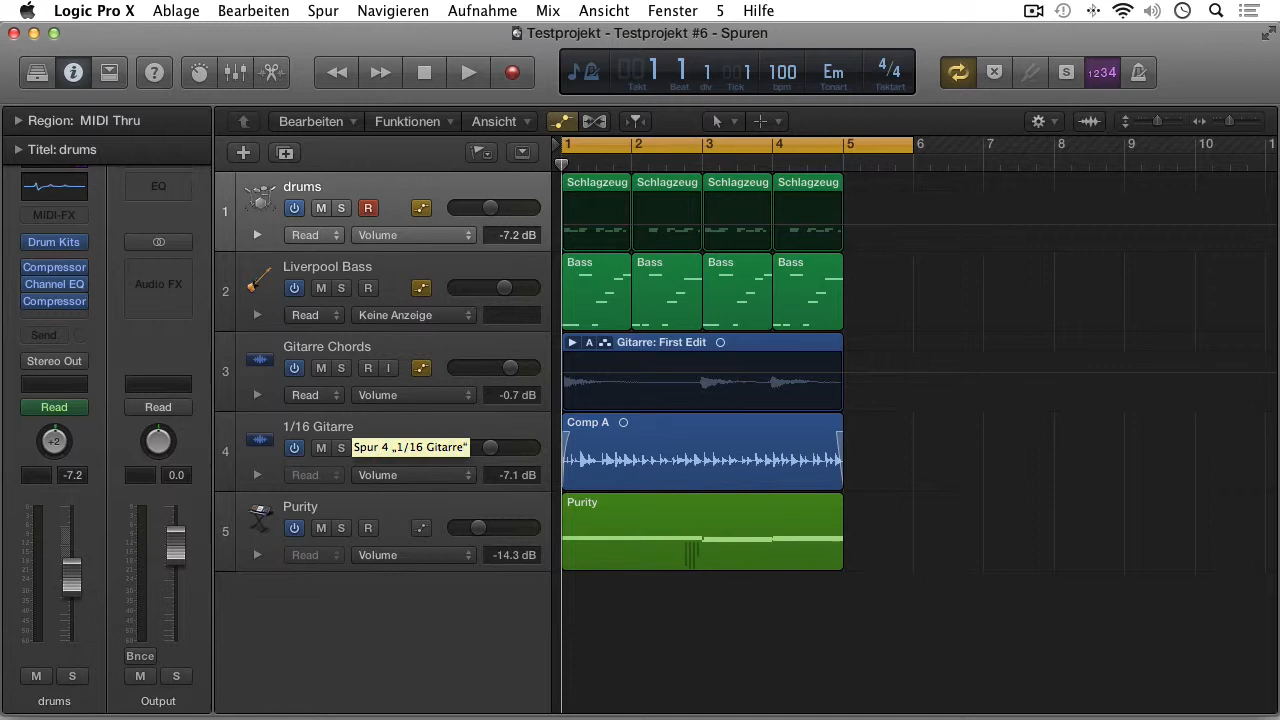 Logic Pro X Ablage Bearbeiten Spur Navigieren Aufnahme Mix Ansicht Fenster 5 Hilfe
Testprojekt - Testprojekt #6 - Spuren
1 1 1 1 100 Em 4/4
Takt Beat div Tick bpm Tonart Taktart
S 1234
Region: MIDI Thru
Bearbeiten Funktionen Ansicht
Titel: drums
1 2 3 4 5 6 7 8 9 10 1
EQ
MIDI-FX
Drum Kits
Compressor
Channel EQ
Compressor
Audio FX
Send
Stereo Out
Read Read
+2
-7.2 0.0
Bnce
M S M S
drums Output
1
drums
M S R
Read Volume -7.2 dB
2
Liverpool Bass
M S R
Read Keine Anzeige
3
Gitarre Chords
M S R I
Read Volume -0.7 dB
4
1/16 Gitarre
M S
Spur 4 „1/16 Gitarre“
Read Volume -7.1 dB
5
Purity
M S R
Read Volume -14.3 dB
Schlagzeug Schlagzeug Schlagzeug Schlagzeug
Bass Bass Bass Bass
A Gitarre: First Edit
Comp A
Purity